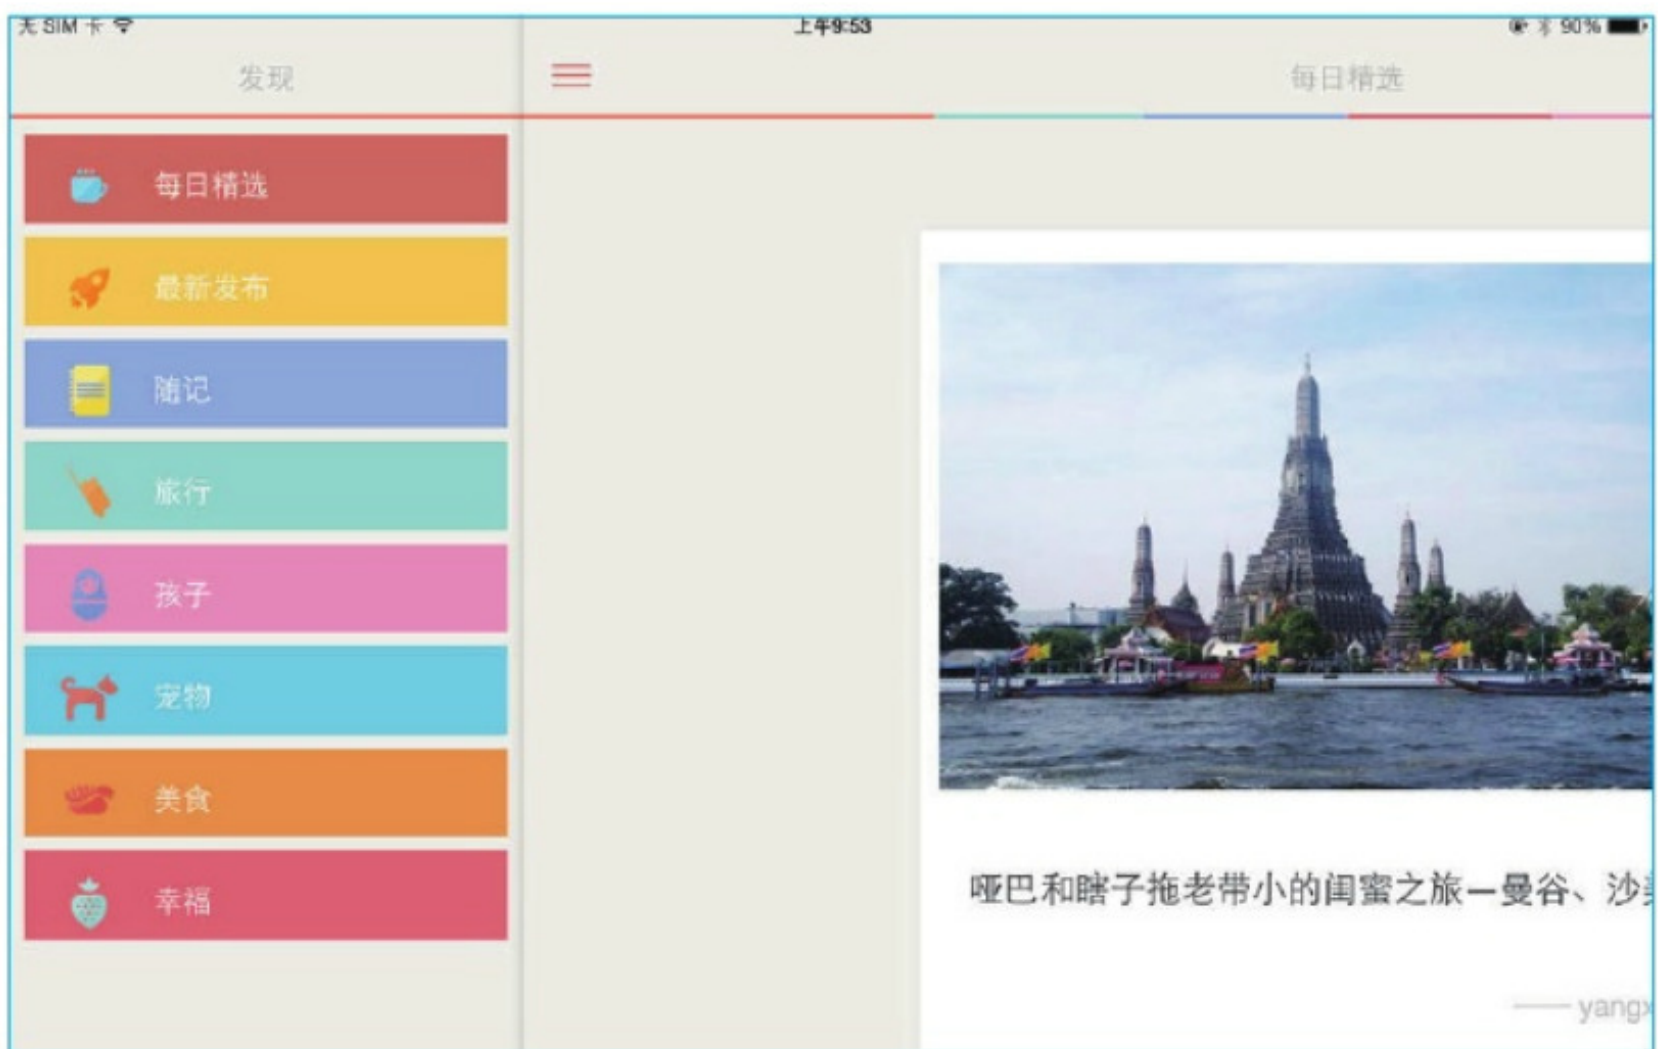 无 SIM 卡
上午9:53
90%
发现
每日精选
每日精选
最新发布
随记
旅行
孩子
宠物
美食
幸福
哑巴和瞎子拖老带小的闺蜜之旅—曼谷、沙
—— yang